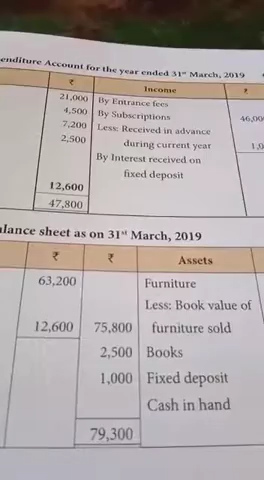 enditure Account for the year ended 31st March, 2019
₹ Income ₹
21,000 By Entrance fees
4,500 By Subscriptions 46,00
7,200 Less: Received in advance
2,500 during current year 1,0
By Interest received on
fixed deposit
12,600
47,800
alance sheet as on 31st March, 2019
₹ ₹ Assets
63,200 Furniture
Less: Book value of
12,600 75,800 furniture sold
2,500 Books
1,000 Fixed deposit
Cash in hand
79,300